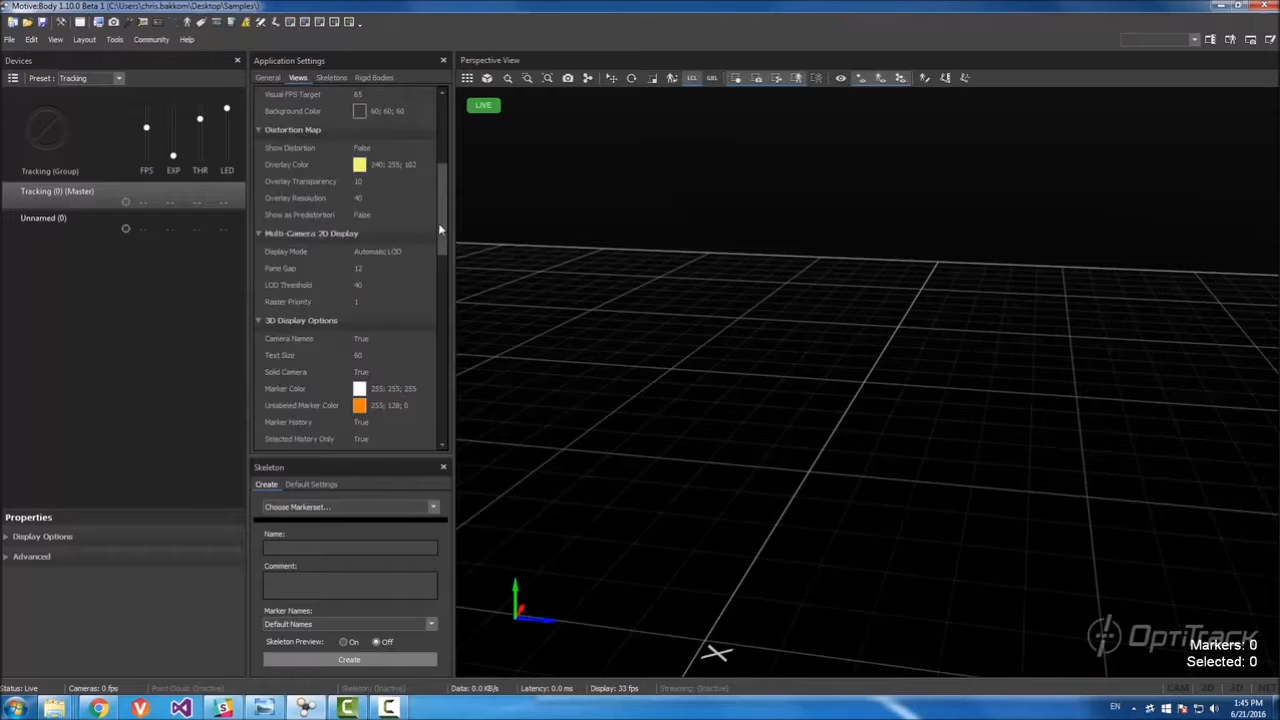 Motive:Body 1.10.0 Beta 1 (C:\Users\chris.bakkom\Desktop\Samples\)
File Edit View Layout Tools Community Help
Devices
Preset : Tracking
Tracking (Group)
FPS EXP THR LED
Tracking (0) (Master)
-- -- -- --
Unnamed (0)
-- -- -- --
Properties
Display Options
Advanced
Application Settings
General Views Skeletons Rigid Bodies
Visual FPS Target 65
Background Color 60; 60; 60
Distortion Map
Show Distortion False
Overlay Color 240; 255; 102
Overlay Transparency 10
Overlay Resolution 40
Show as Predistortion False
Multi-Camera 2D Display
Display Mode Automatic LOD
Pane Gap 12
LOD Threshold 40
Raster Priority 1
3D Display Options
Camera Names True
Text Size 60
Solid Camera True
Marker Color 255; 255; 255
Unlabeled Marker Color 255; 128; 0
Marker History True
Selected History Only True
Skeleton
Create Default Settings
Choose Markerset...
Name:
Comment:
Marker Names:
Default Names
Skeleton Preview: On Off
Create
Perspective View
LCL GBL
LIVE
OptiTrack
Markers: 0
Selected: 0
Status: Live Cameras: 0 fps Point Cloud: (Inactive) Skeleton: (Inactive) Data: 0.0 KB/s Latency: 0.0 ms Display: 33 fps Streaming: (Inactive) CAM 2D 3D NET
EN 1:45 PM
6/21/2016